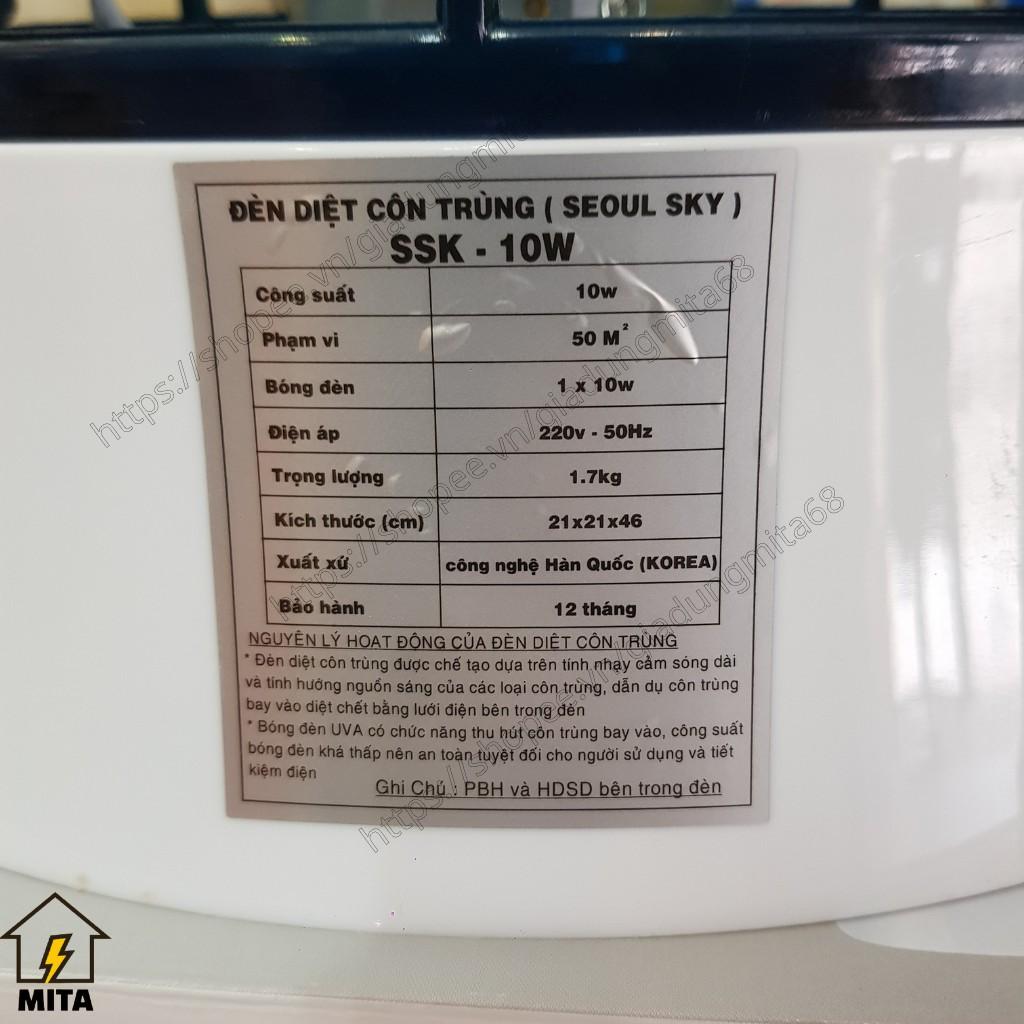 ĐÈN DIỆT CÔN TRÙNG ( SEOUL SKY )
SSK - 10W
Công suất 10w
Phạm vi 50 M²
Bóng đèn 1 x 10w
Điện áp 220v - 50Hz
Trọng lượng 1.7kg
Kích thước (cm) 21x21x46
Xuất xứ công nghệ Hàn Quốc (KOREA)
Bảo hành 12 tháng
NGUYÊN LÝ HOẠT ĐỘNG CỦA ĐÈN DIỆT CÔN TRÙNG
* Đèn diệt côn trùng được chế tạo dựa trên tính nhạy cảm sóng dài
và tính hướng nguồn sáng của các loại côn trùng, dẫn dụ côn trùng
bay vào diệt chết bằng lưới điện bên trong đèn
* Bóng đèn UVA có chức năng thu hút côn trùng bay vào, công suất
bóng đèn khá thấp nên an toàn tuyệt đối cho người sử dụng và tiết
kiệm điện
Ghi Chú : PBH và HDSD bên trong đèn
https://shopee.vn/giadungmita68
https://shopee.vn/giadungmita68
https://shopee.vn/giadungmita68
MITA